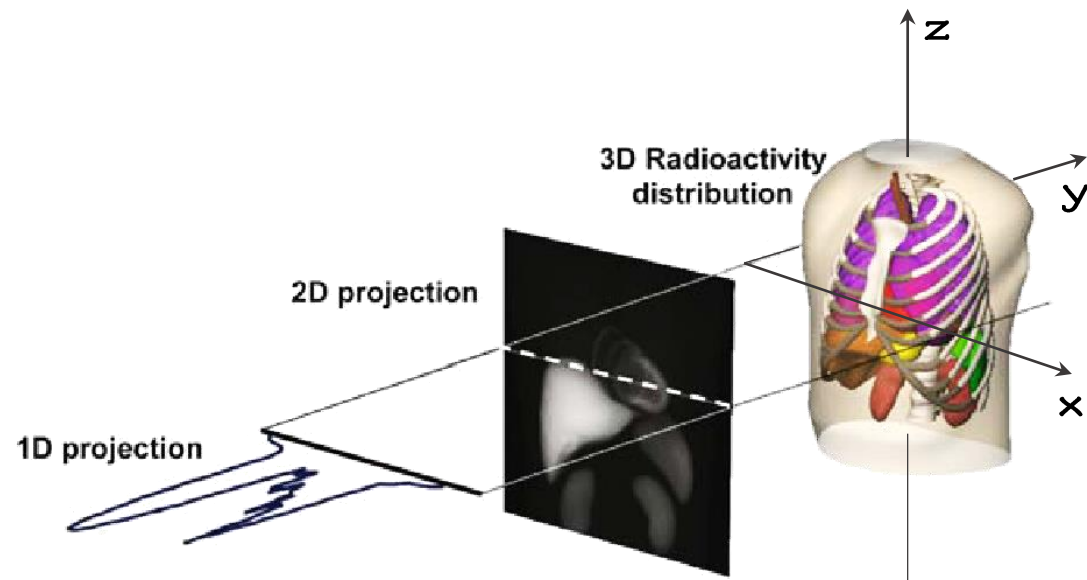 z
3D Radioactivity
distribution
y
2D projection
x
1D projection